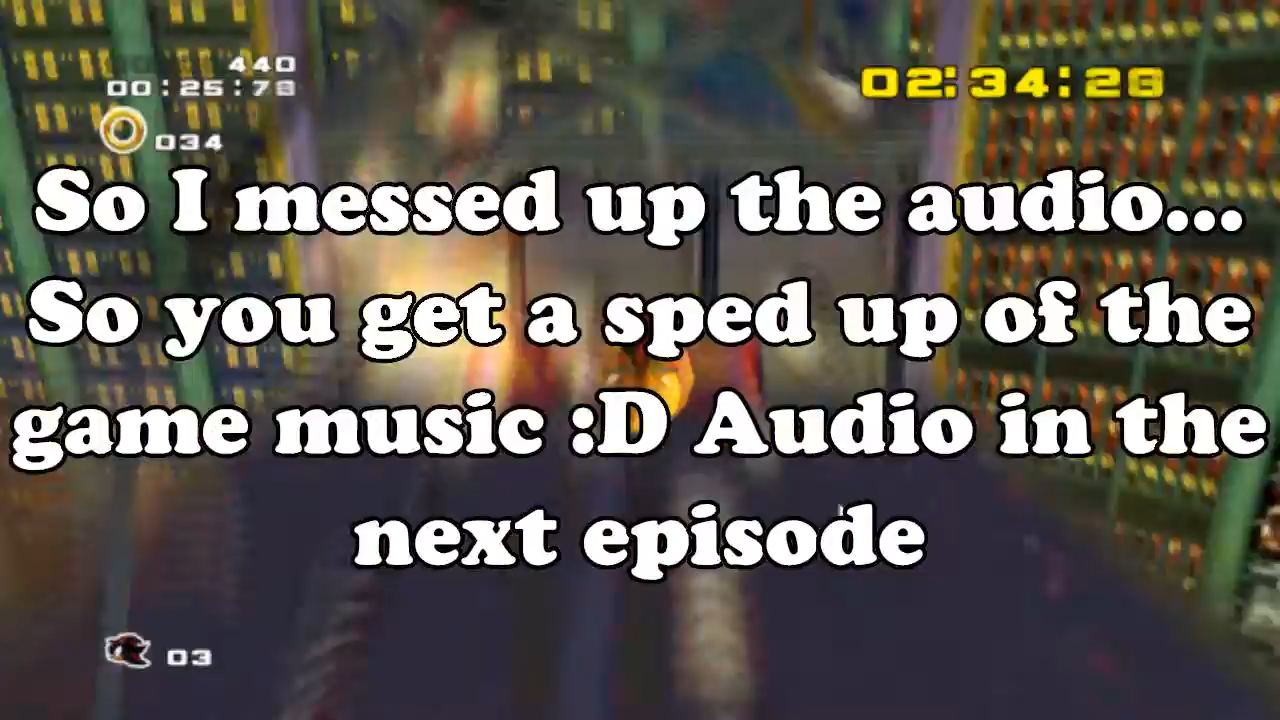 440
00:25:78
02:34:28
034
So I messed up the audio...
So you get a sped up of the
game music :D Audio in the
next episode
03